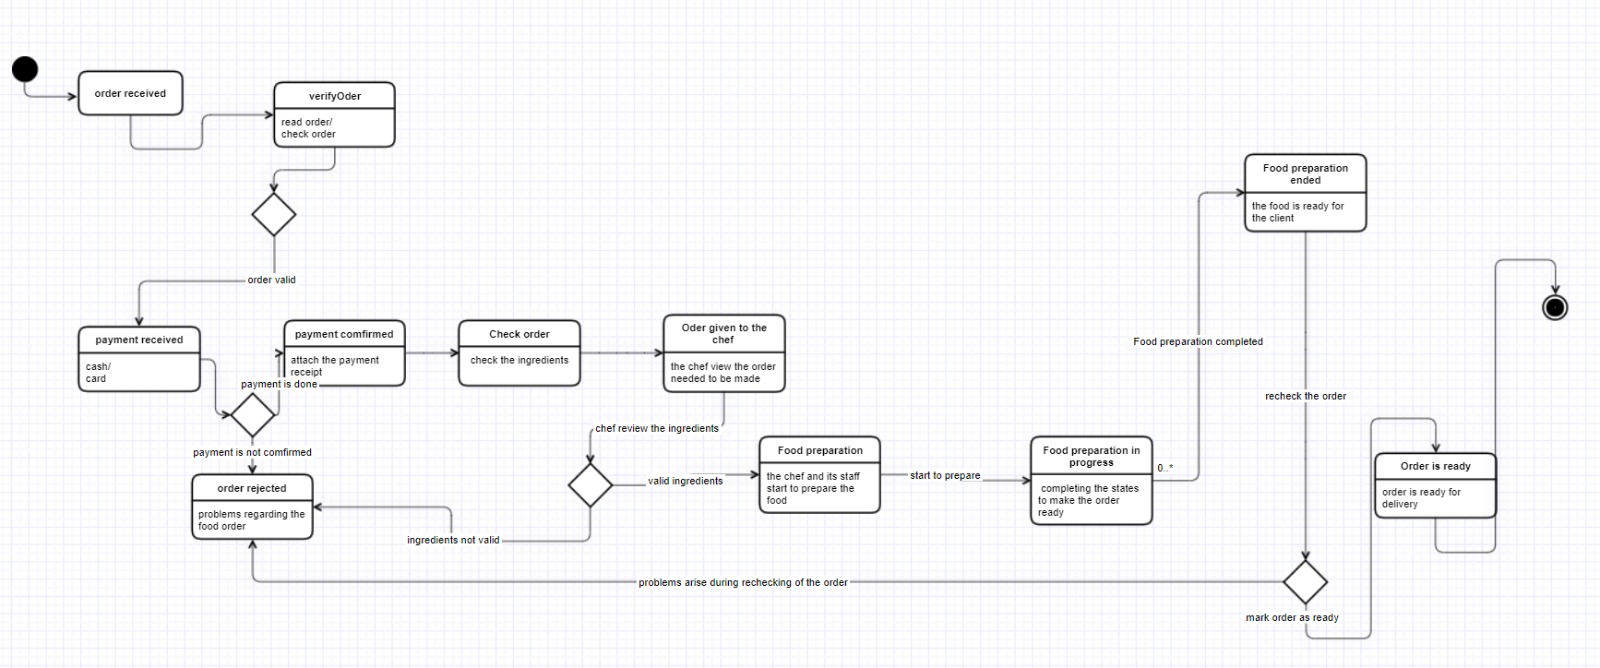 order received
verifyOder
read order/
check order
order valid
payment received
cash/
card
payment comfirmed
attach the payment
receipt
payment is done
Check order
check the ingredients
Oder given to the
chef
the chef view the order
needed to be made
payment is not comfirmed
order rejected
problems regarding the
food order
chef review the ingredients
valid ingredients
ingredients not valid
Food preparation
the chef and its staff
start to prepare the
food
start to prepare
Food preparation in
progress
completing the states
to make the order
ready
0..*
Food preparation completed
Food preparation
ended
the food is ready for
the client
recheck the order
problems arise during rechecking of the order
mark order as ready
Order is ready
order is ready for
delivery